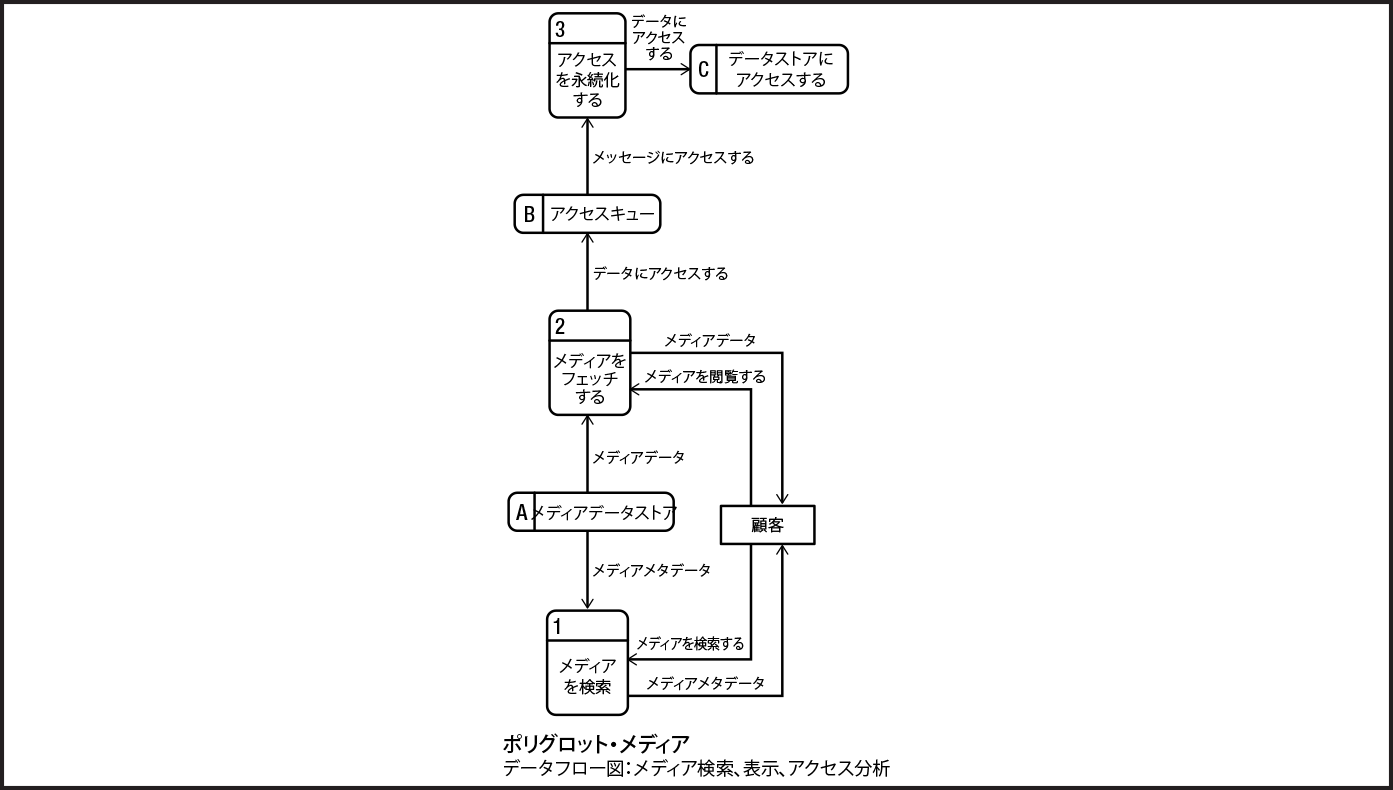 3
アクセス
を永続化
する
データに
アクセス
する
C
データストアに
アクセスする
メッセージにアクセスする
B
アクセスキュー
データにアクセスする
2
メディアを
フェッチ
する
メディアデータ
メディアを閲覧する
メディアデータ
A
メディアデータストア
顧客
メディアメタデータ
1
メディア
を検索
メディアを検索する
メディアメタデータ
ポリグロット・メディア
データフロー図：メディア検索、表示、アクセス分析